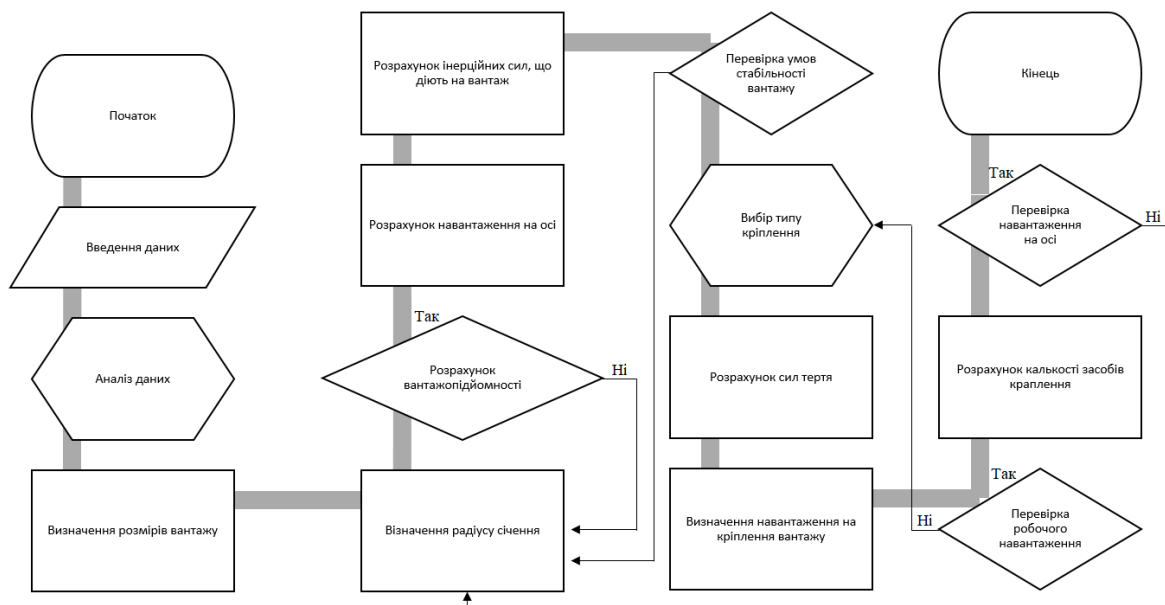 Початок
Введення даних
Аналіз даних
Визначення розмірів вантажу
Візначення радіусу січення
Розрахунок
вантажопідйомності
Так
Ні
Розрахунок навантаження на осі
Розрахунок інерційних сил, що
діють на вантаж
Перевірка умов
стабільності
вантажу
Вибір типу
кріплення
Розрахунок сил тертя
Визначення навантаження на
кріплення вантажу
Перевірка
робочого
навантаження
Ні
Так
Розрахунок калькості засобів
краплення
Перевірка
навантаження
на осі
Ні
Так
Кінець